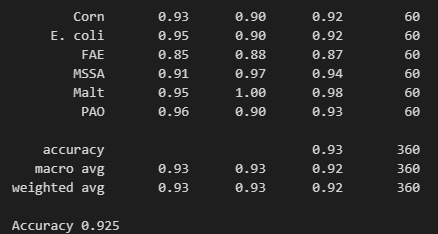 Corn 0.93 0.90 0.92 60
E. coli 0.95 0.90 0.92 60
FAE 0.85 0.88 0.87 60
MSSA 0.91 0.97 0.94 60
Malt 0.95 1.00 0.98 60
PAO 0.96 0.90 0.93 60
accuracy 0.93 360
macro avg 0.93 0.93 0.92 360
weighted avg 0.93 0.93 0.92 360
Accuracy 0.925